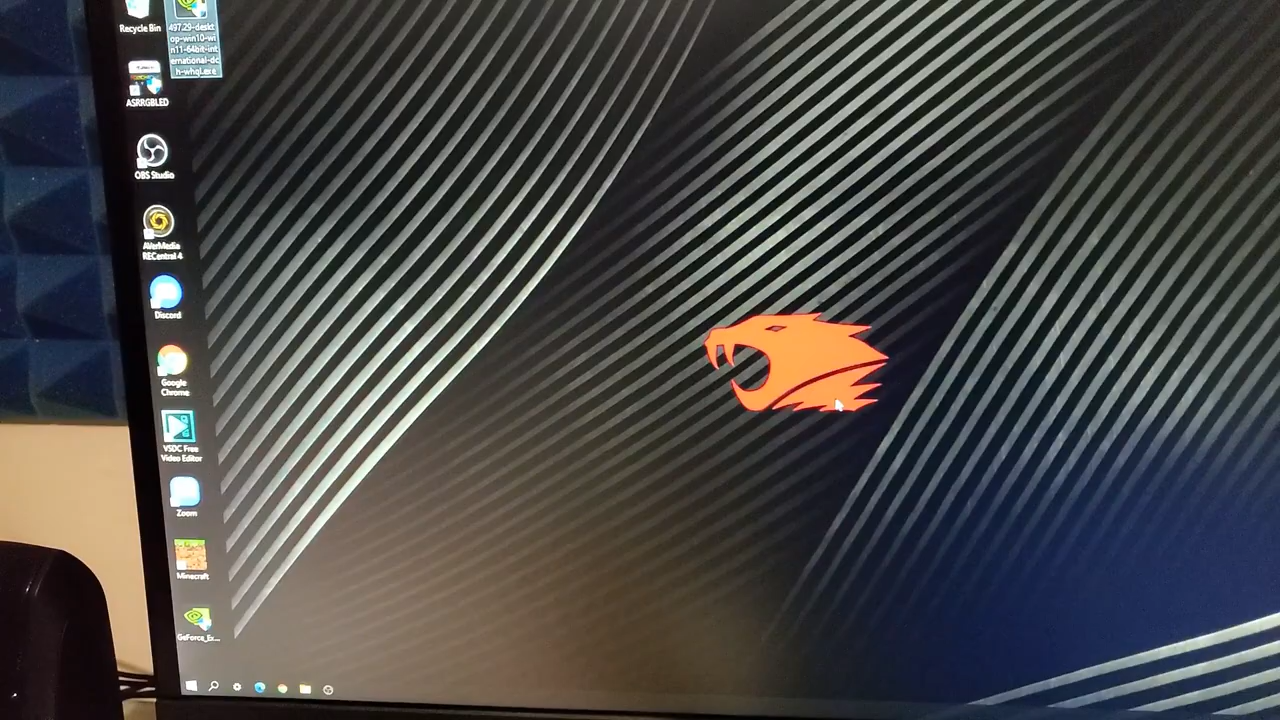 Recycle Bin
497.29-deskt
op-win10-wi
n11-64bit-int
ernational-dc
h-whql.exe
ASRRGBLED
OBS Studio
AVerMedia
RECentral 4
Discord
Google
Chrome
VSDC Free
Video Editor
Zoom
Minecraft
GeForce_Ex...